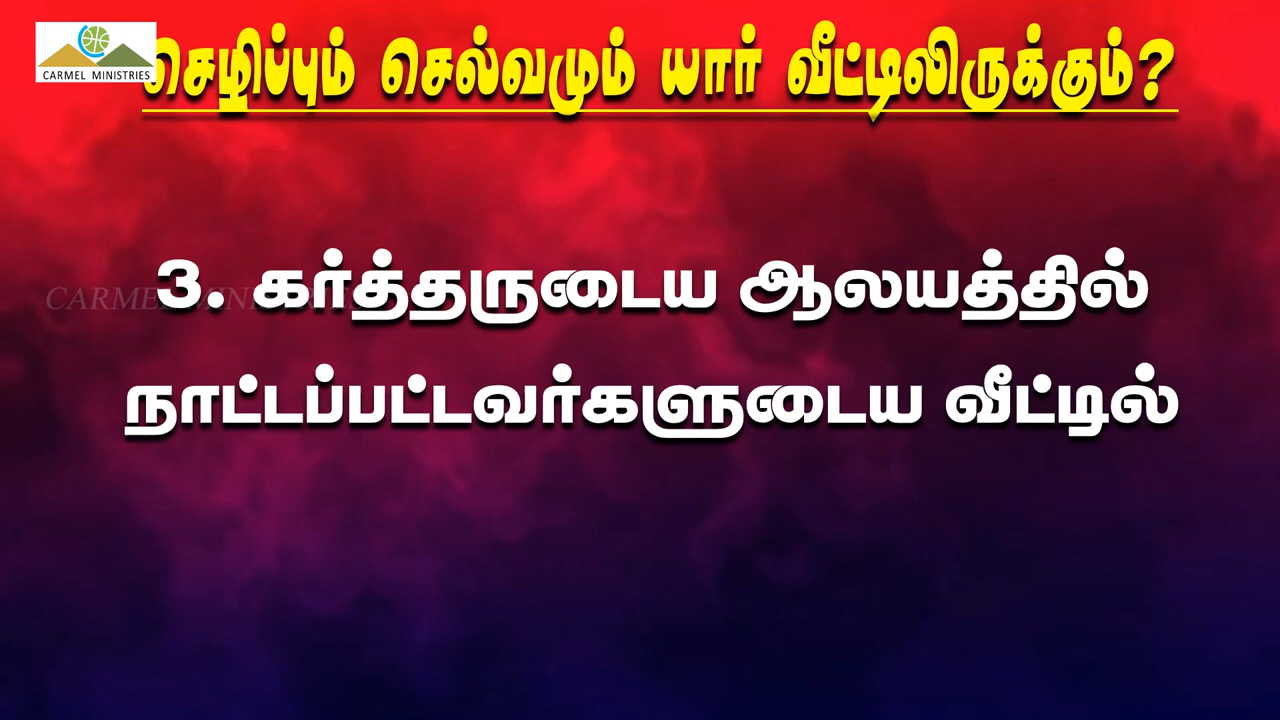 செழிப்பும் செல்வமும் யார் வீட்டிலிருக்கும்?
CARMEL MINISTRIES
3. கர்த்தருடைய ஆலயத்தில்
நாட்டப்பட்டவர்களுடைய வீட்டில்